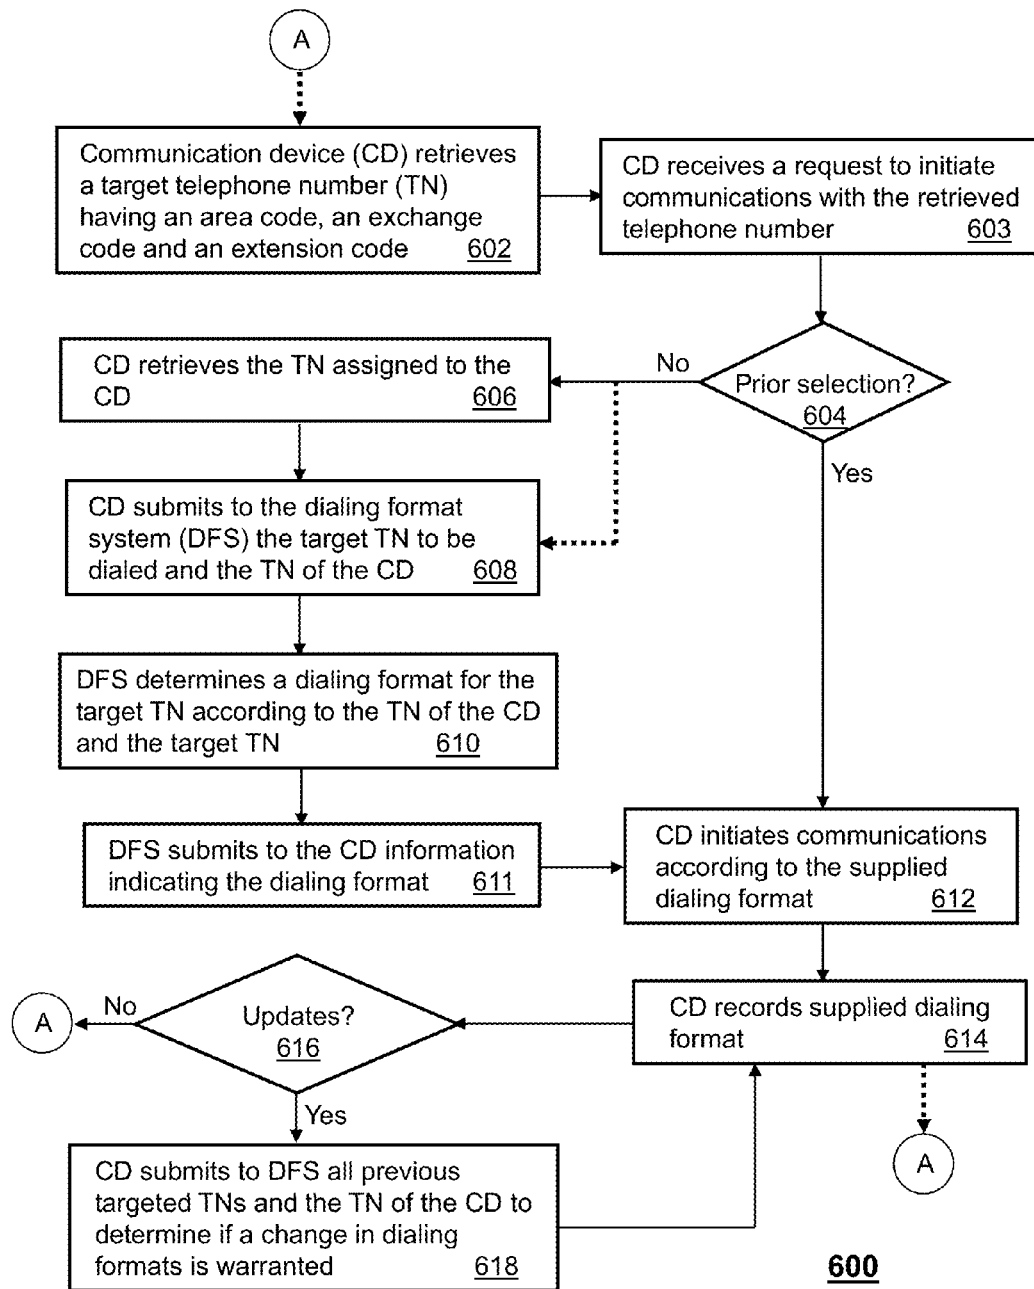 A
Communication device (CD) retrieves
a target telephone number (TN)
having an area code, an exchange
code and an extension code 602
CD receives a request to initiate
communications with the retrieved
telephone number 603
CD retrieves the TN assigned to the
CD 606
No
Prior selection?
604
Yes
CD submits to the dialing format
system (DFS) the target TN to be
dialed and the TN of the CD 608
DFS determines a dialing format for the
target TN according to the TN of the CD
and the target TN 610
DFS submits to the CD information
indicating the dialing format 611
CD initiates communications
according to the supplied
dialing format 612
CD records supplied dialing
format 614
Updates?
616
No
A
Yes
A
CD submits to DFS all previous
targeted TNs and the TN of the CD to
determine if a change in dialing
formats is warranted 618
600